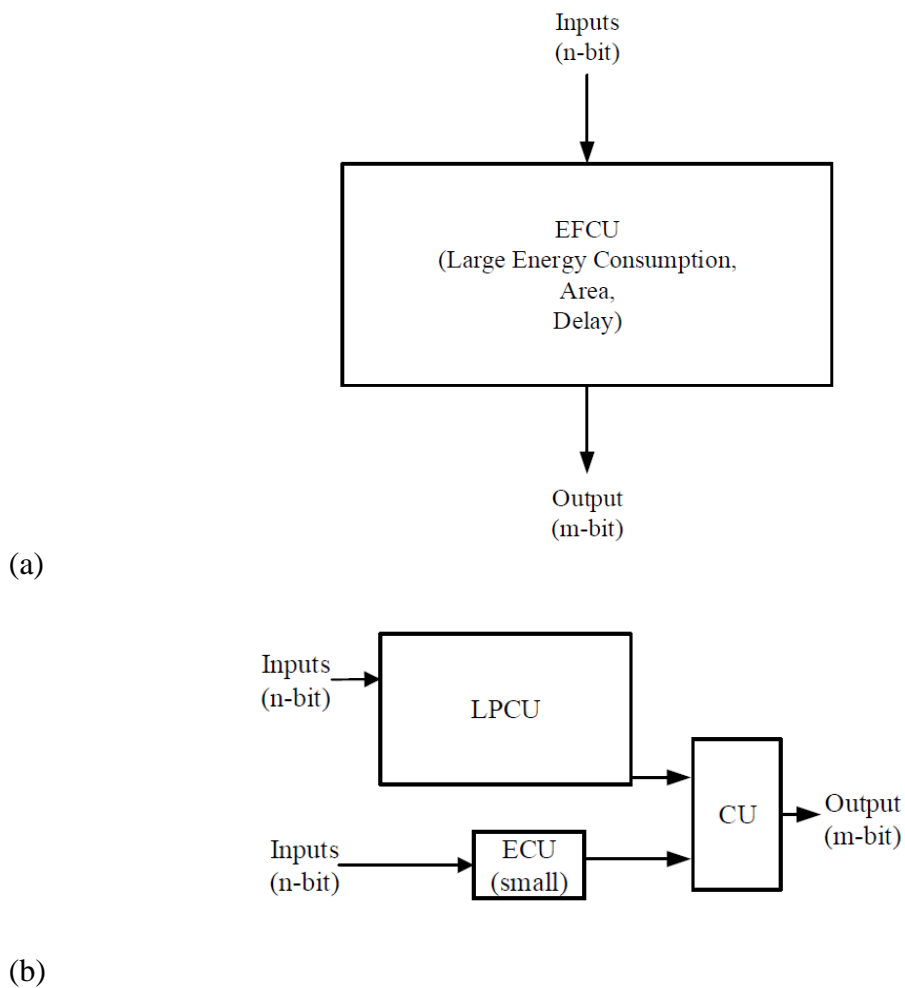 Inputs
(n-bit)
EFCU
(Large Energy Consumption,
Area,
Delay)
Output
(m-bit)
(a)
Inputs
(n-bit)
LPCU
CU
Output
(m-bit)
Inputs
(n-bit)
ECU
(small)
(b)